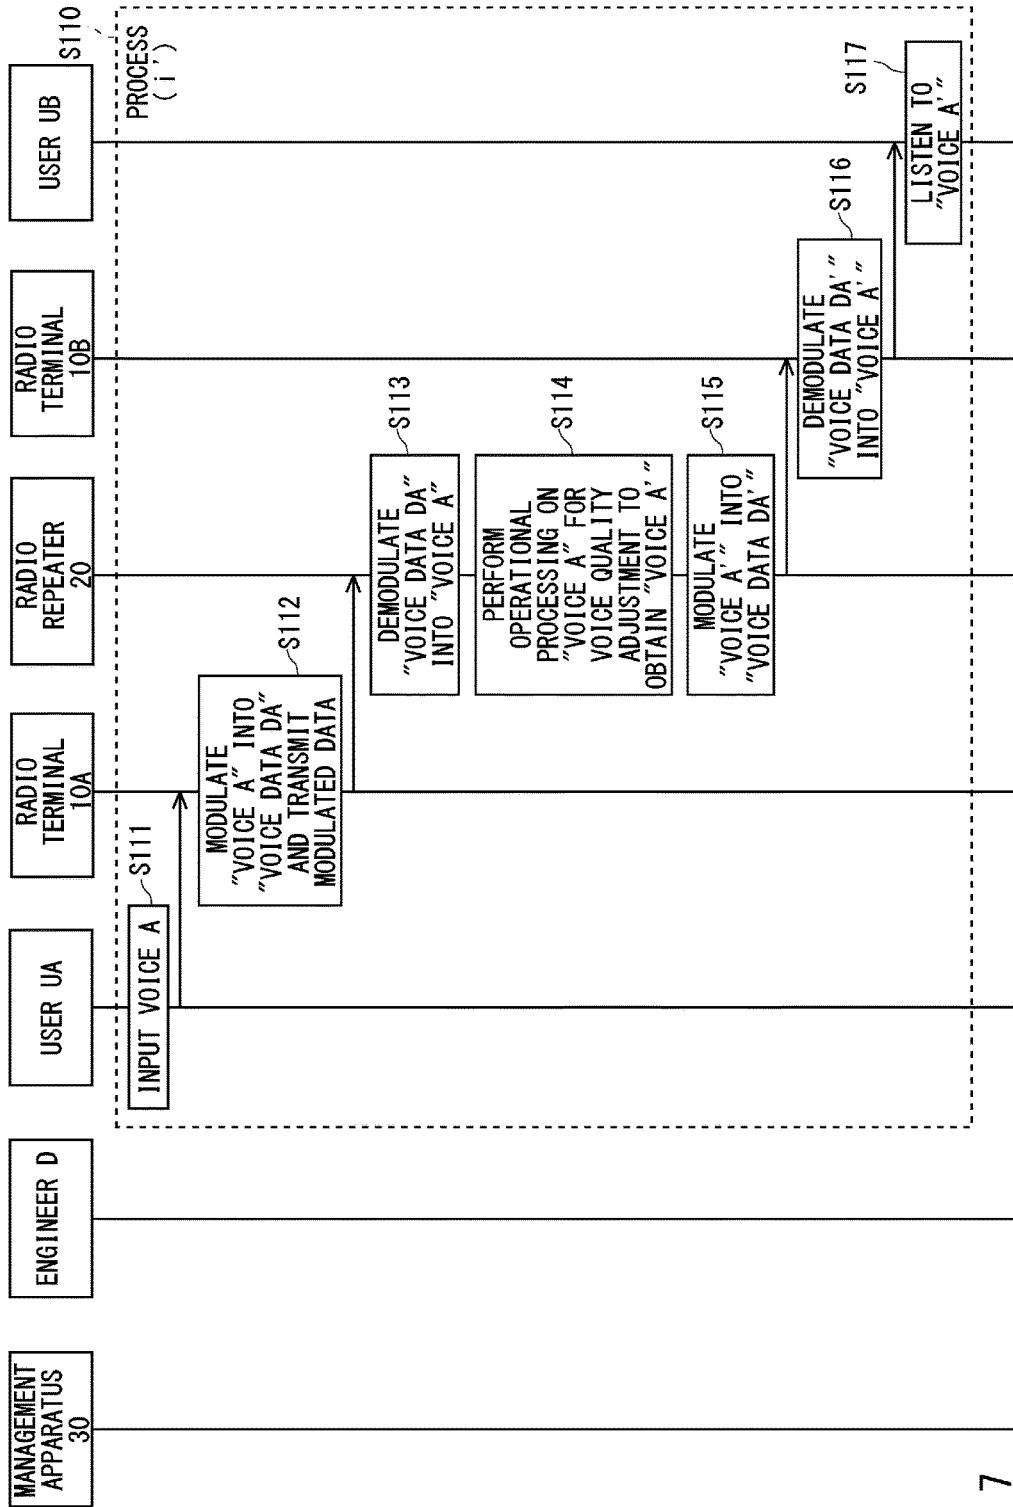 MANAGEMENT
APPARATUS
30
ENGINEER D
USER UA
RADIO
TERMINAL
10A
RADIO
REPEATER
20
RADIO
TERMINAL
10B
USER UB
S110
PROCESS
(i')
INPUT VOICE A
S111
MODULATE
"VOICE A" INTO
"VOICE DATA DA"
AND TRANSMIT
MODULATED DATA
S112
DEMODULATE
"VOICE DATA DA"
INTO "VOICE A"
S113
PERFORM
OPERATIONAL
PROCESSING ON
"VOICE A" FOR
VOICE QUALITY
ADJUSTMENT TO
OBTAIN "VOICE A'"
S114
MODULATE
"VOICE A'" INTO
"VOICE DATA DA'"
S115
DEMODULATE
"VOICE DATA DA'"
INTO "VOICE A'"
S116
LISTEN TO
"VOICE A'"
S117
7